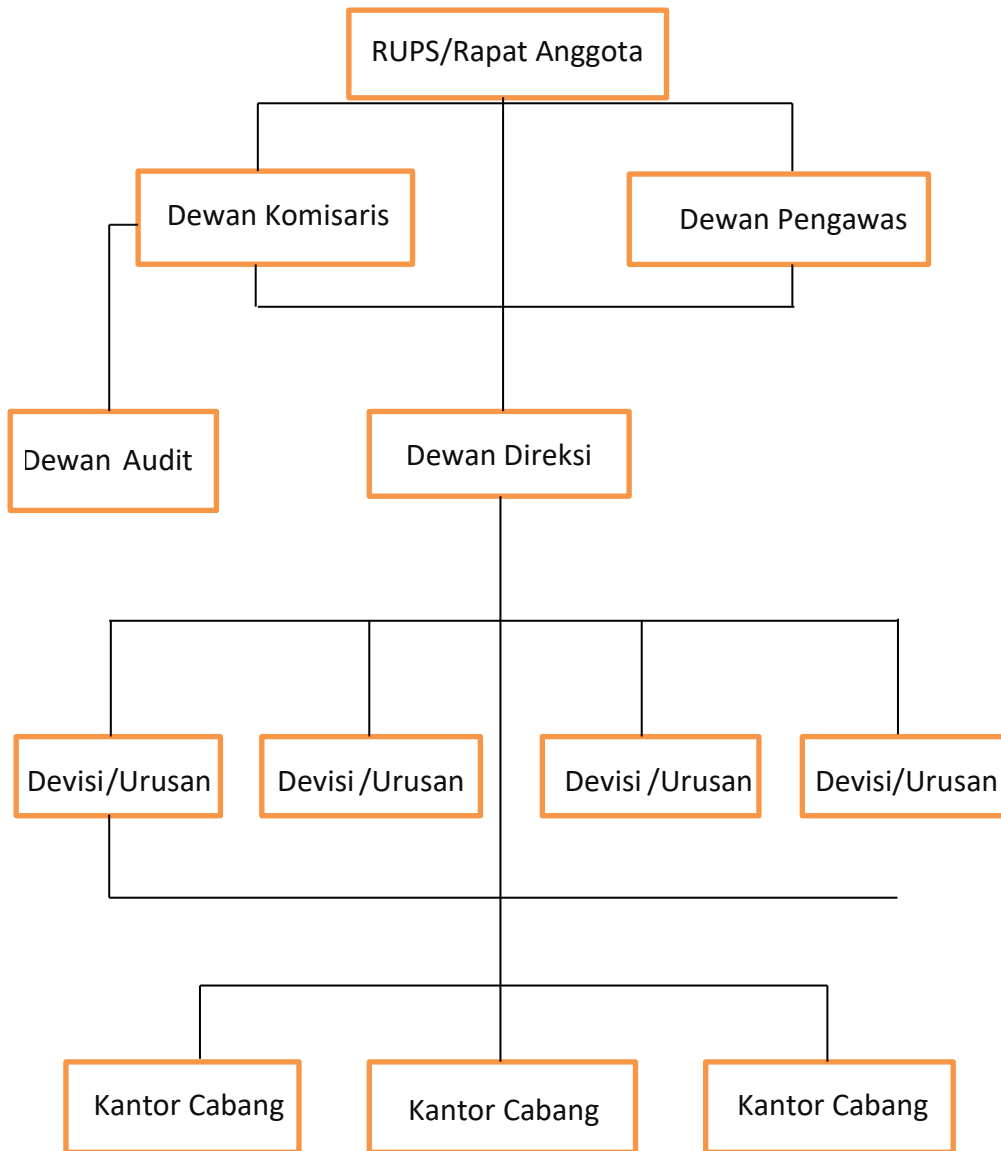 RUPS/Rapat Anggota
Dewan Komisaris
Dewan Pengawas
Dewan Audit
Dewan Direksi
Devisi/Urusan
Devisi/Urusan
Devisi/Urusan
Devisi/Urusan
Kantor Cabang
Kantor Cabang
Kantor Cabang